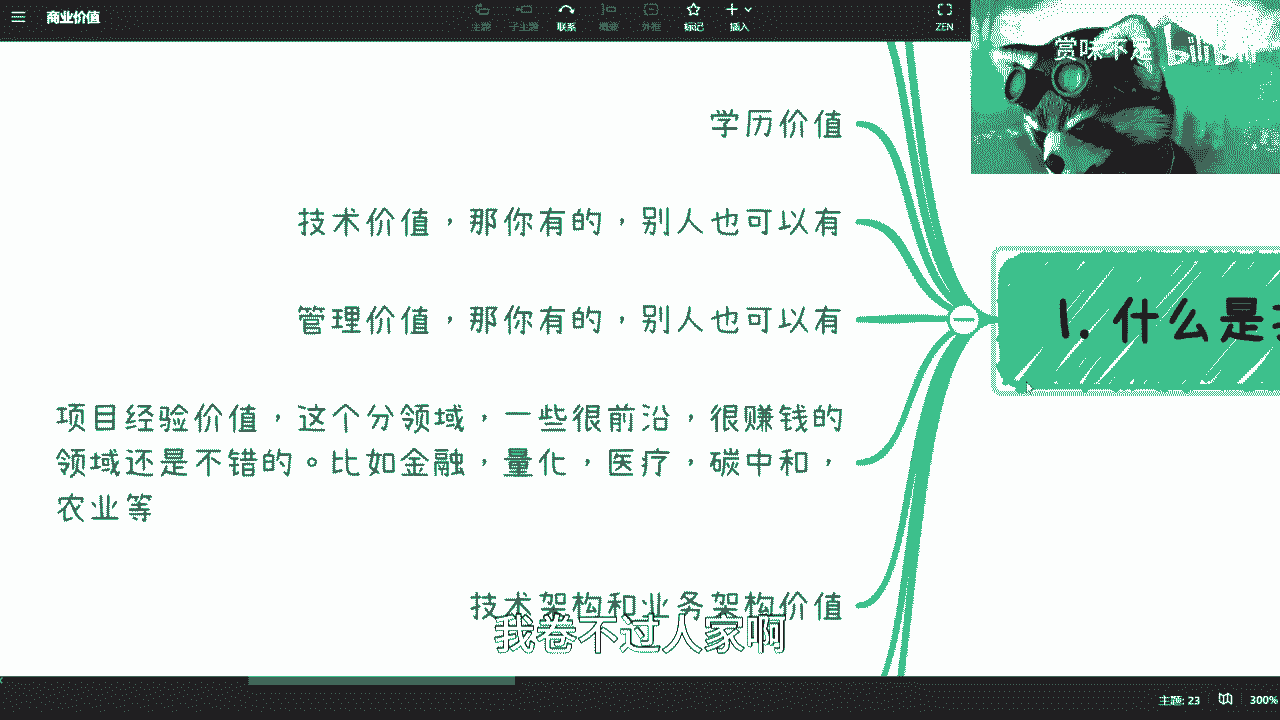 商业价值
主题
子主题
联系
概要
外框
标记
插入
ZEN
赏味不足
bilibili
学历价值
技术价值，那你有的，别人也可以有
管理价值，那你有的，别人也可以有
1. 什么是
项目经验价值，这个分领域，一些很前沿，很赚钱的
领域还是不错的。比如金融，量化，医疗，碳中和，
农业等
技术架构和业务架构价值
我卷不过人家啊
主题: 23
300%